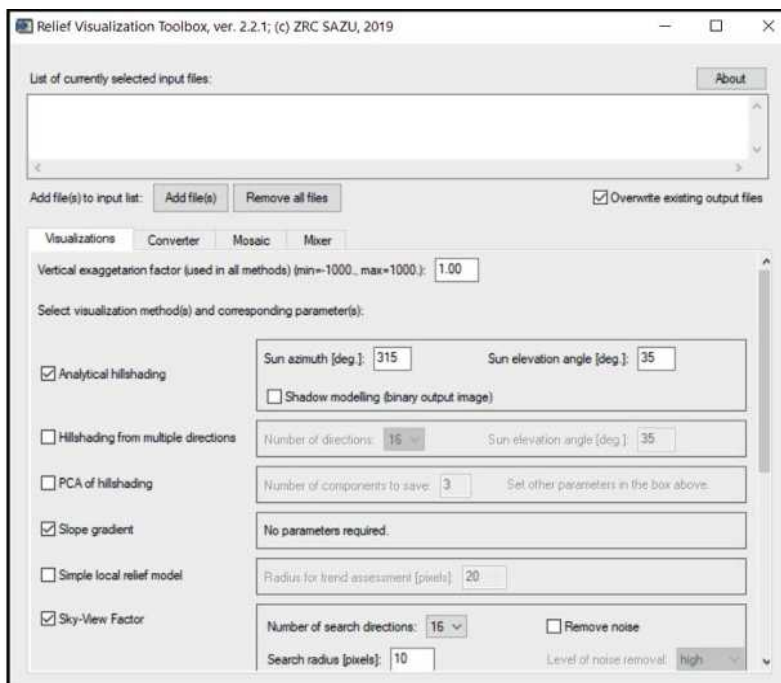 Relief Visualization Toolbox, ver. 2.2.1; (c) ZRC SAZU, 2019
List of currently selected input files:
About
Add file(s) to input list: Add file(s) Remove all files Overwrite existing output files
Visualizations Converter Mosaic Mixer
Vertical exaggetarion factor (used in all methods) (min=-1000., max=1000.): 1.00
Select visualization method(s) and corresponding parameter(s):
Analytical hillshading
Sun azimuth [deg.]: 315 Sun elevation angle [deg.]: 35
Shadow modelling (binary output image)
Hillshading from multiple directions Number of directions: 16 Sun elevation angle [deg.]: 35
PCA of hillshading Number of components to save: 3 Set other parameters in the box above.
Slope gradient No parameters required.
Simple local relief model Radius for trend assessment [pixels]: 20
Sky-View Factor
Number of search directions: 16 Remove noise
Search radius [pixels]: 10 Level of noise removal: high